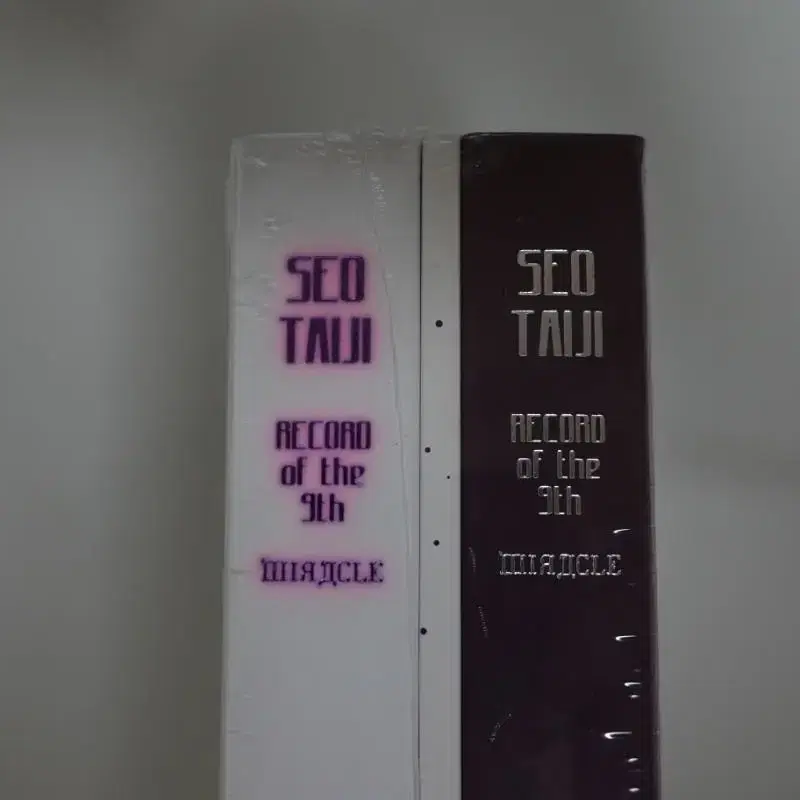 SEO
TAIJI
RECORD
of the
9th
MIRACLE
SEO
TAIJI
RECORD
of the
9th
MIRACLE